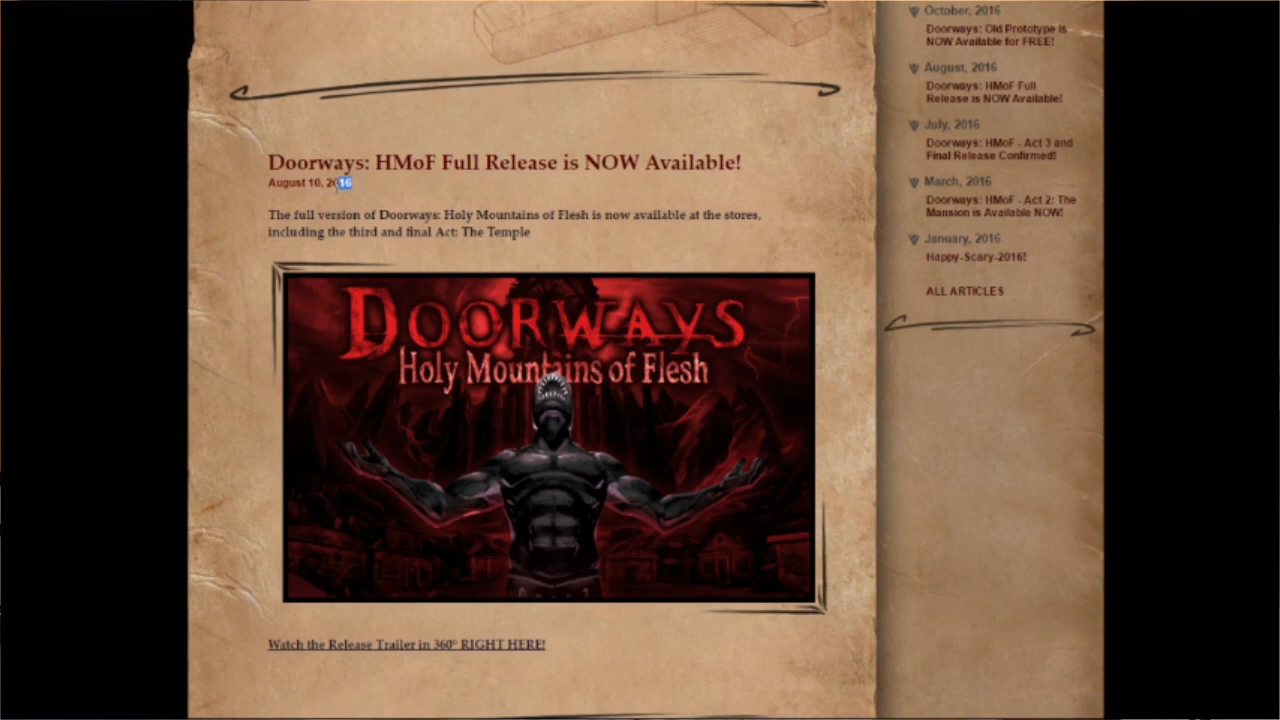 Doorways: HMoF Full Release is NOW Available!
August 10, 2016
The full version of Doorways: Holy Mountains of Flesh is now available at the stores,
including the third and final Act: The Temple
DOORWAYS
Holy Mountains of Flesh
Watch the Release Trailer in 360° RIGHT HERE!
October, 2016
Doorways: Old Prototype is
NOW Available for FREE!
August, 2016
Doorways: HMoF Full
Release is NOW Available!
July, 2016
Doorways: HMoF - Act 3 and
Final Release Confirmed!
March, 2016
Doorways: HMoF - Act 2: The
Mansion is Available NOW!
January, 2016
Happy-Scary-2016!
ALL ARTICLES